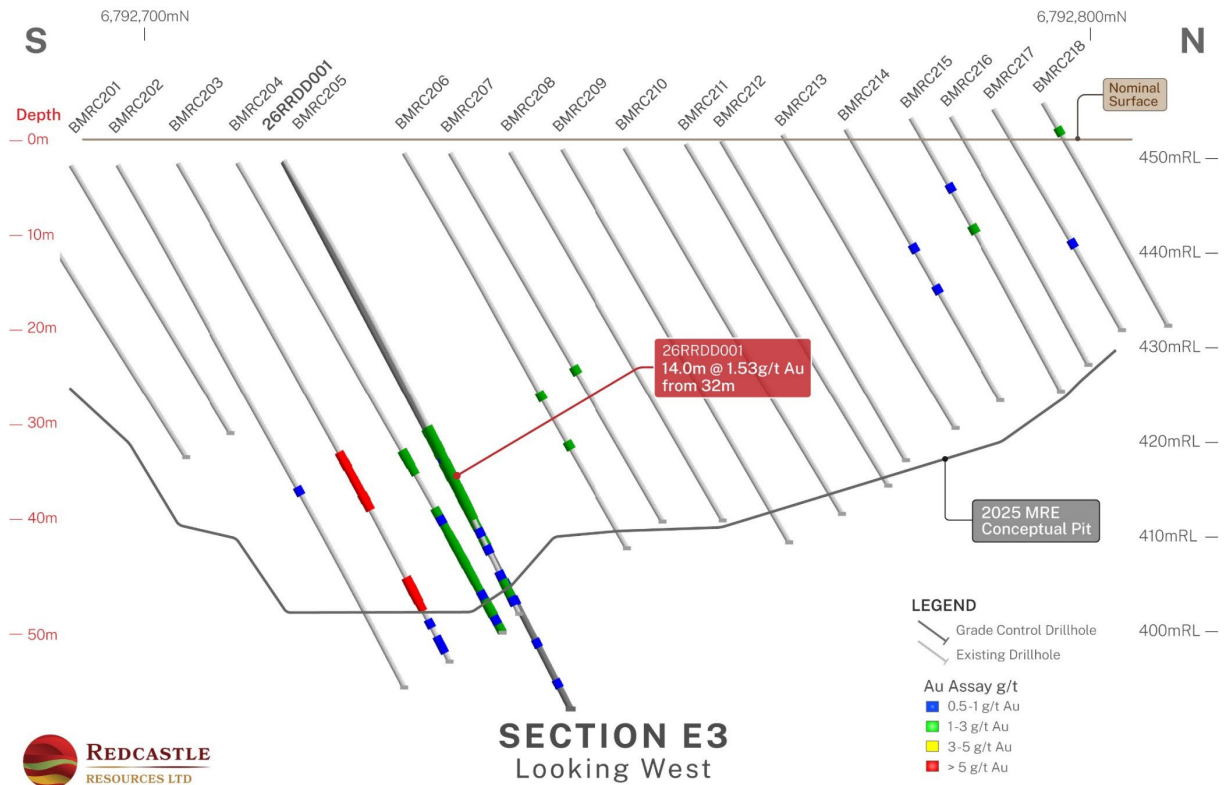 6,792,700mN
6,792,800mN
S
N
BMRC201
BMRC202
BMRC203
BMRC204
26RRDD001
BMRC205
BMRC206
BMRC207
BMRC208
BMRC209
BMRC210
BMRC211
BMRC212
BMRC213
BMRC214
BMRC215
BMRC216
BMRC217
BMRC218
Nominal
Surface
Depth
0m
10m
20m
30m
40m
50m
450mRL
440mRL
430mRL
420mRL
410mRL
400mRL
26RRDD001
14.0m @ 1.53g/t Au
from 32m
2025 MRE
Conceptual Pit
LEGEND
Grade Control Drillhole
Existing Drillhole
Au Assay g/t
0.5-1 g/t Au
1-3 g/t Au
3-5 g/t Au
> 5 g/t Au
SECTION E3
Looking West
REDCASTLE
RESOURCES LTD